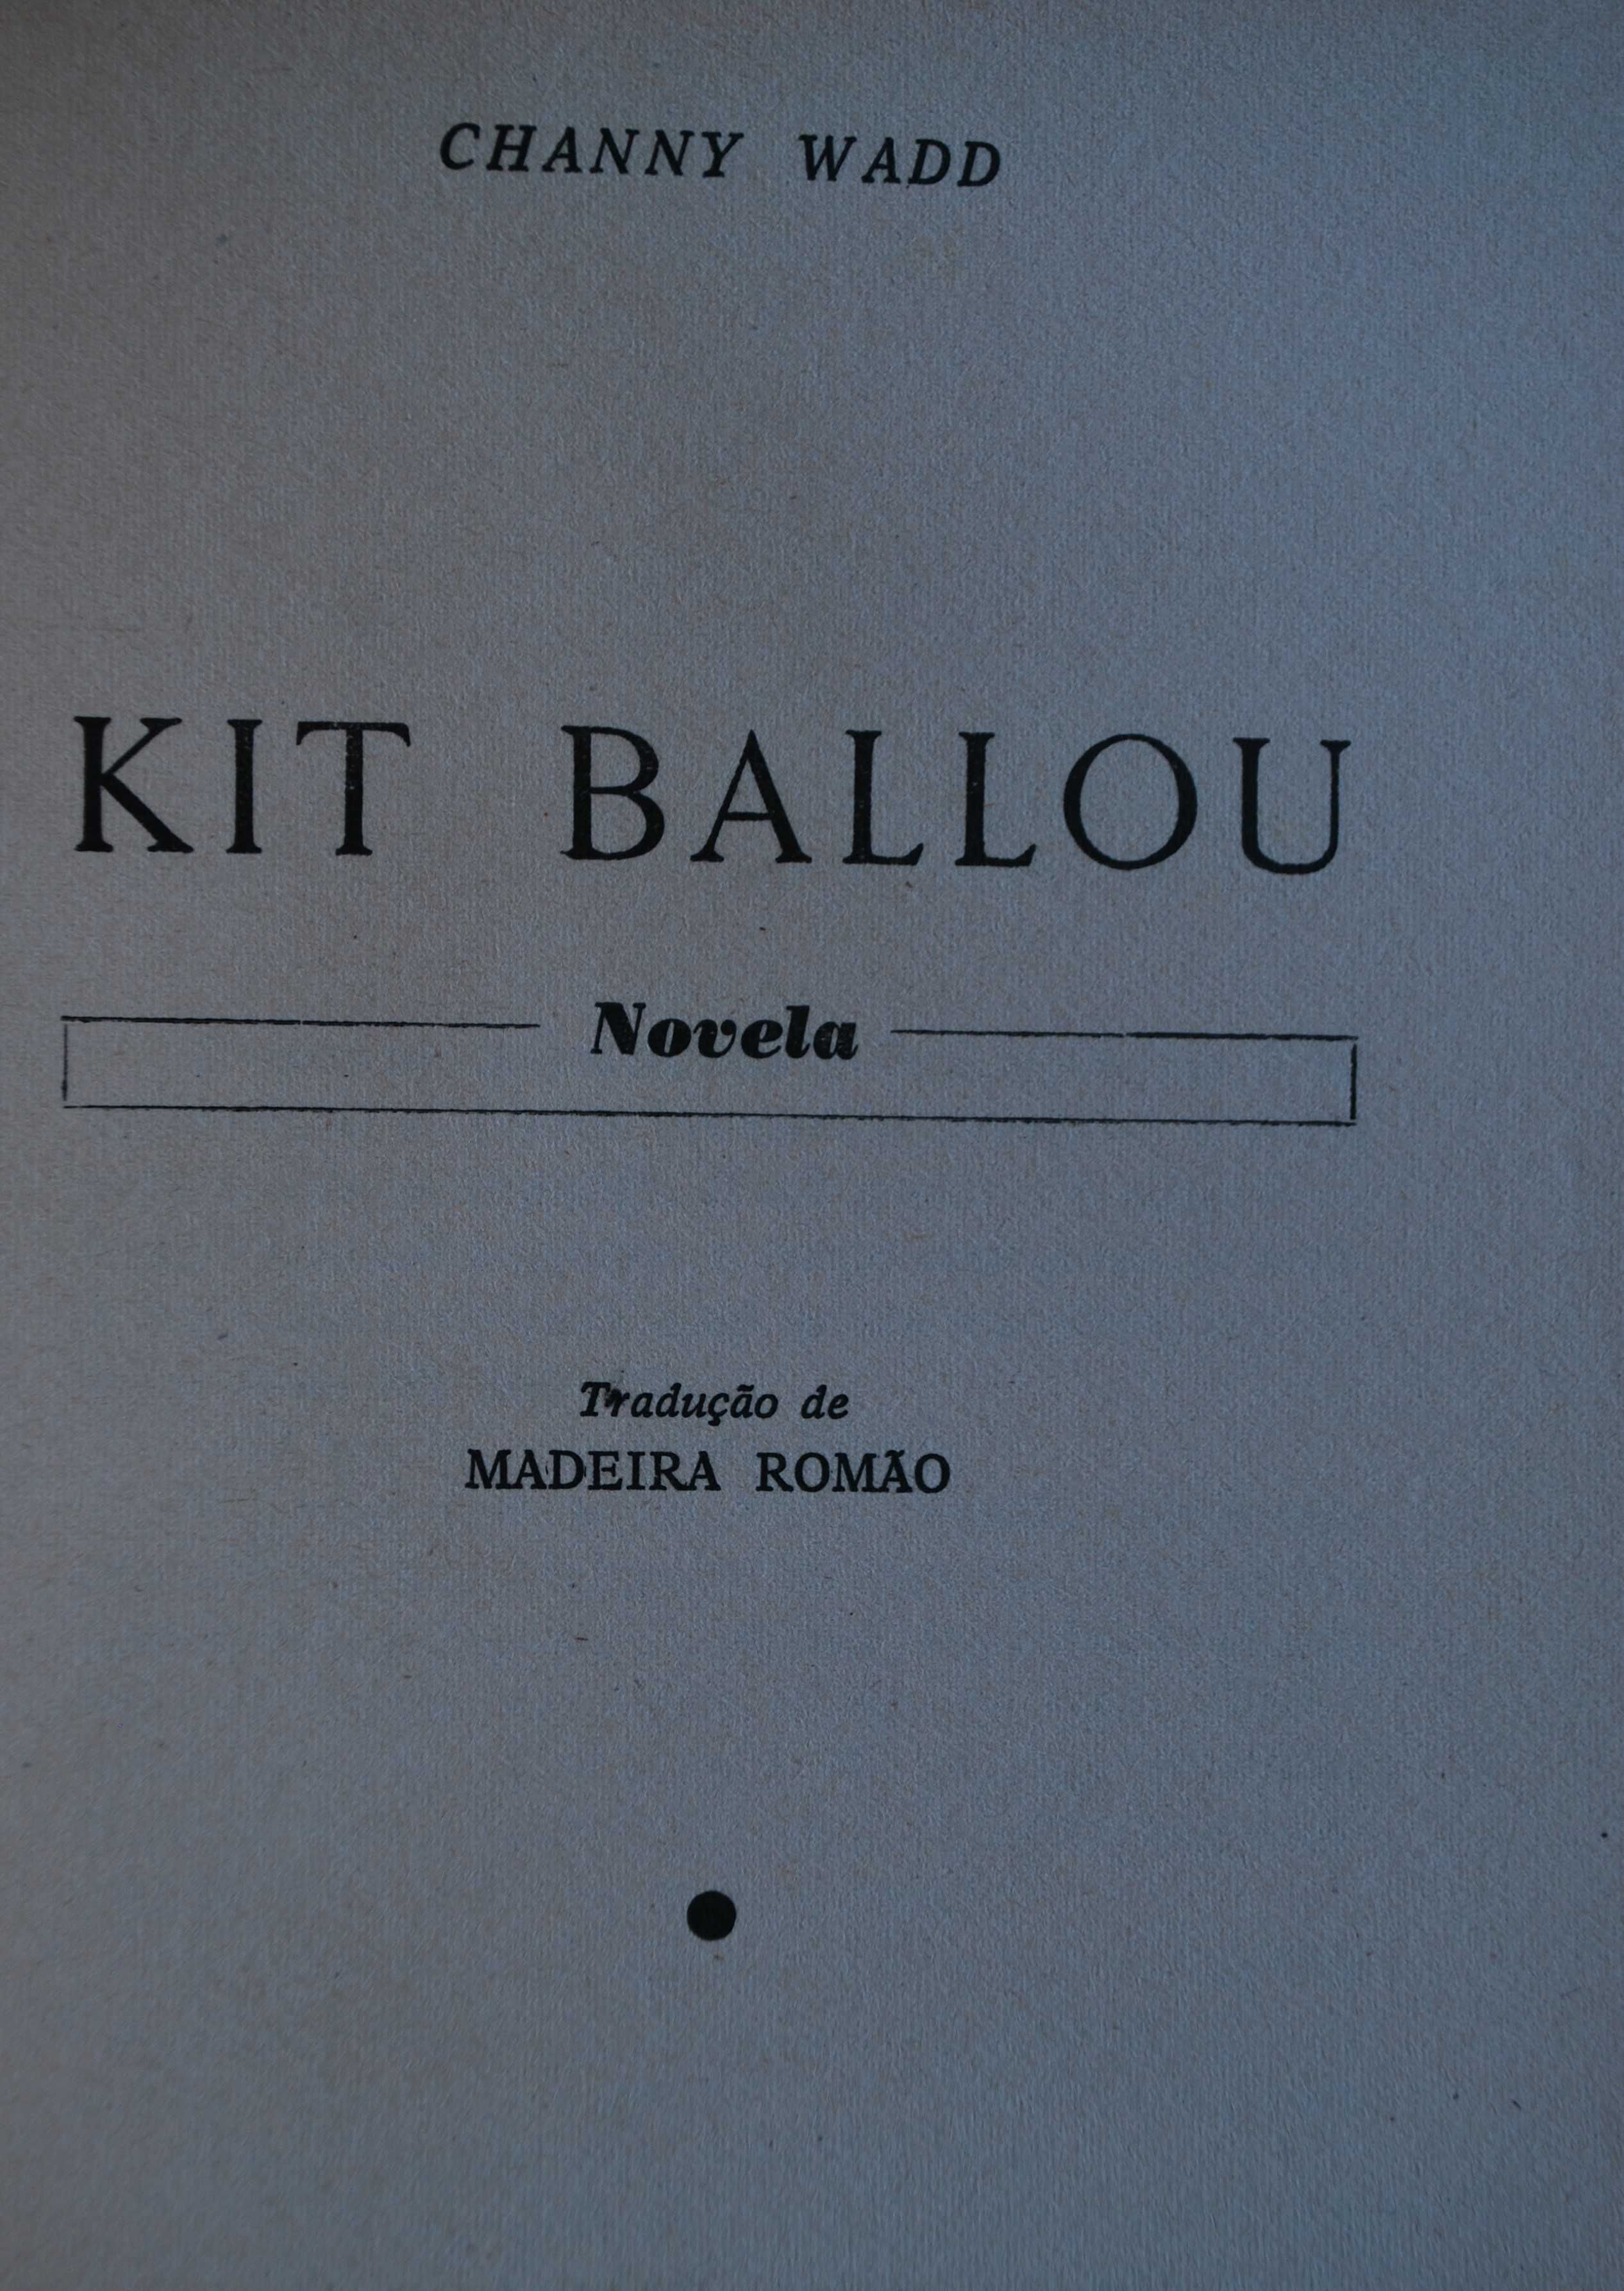 CHANNY WADD
KIT BALLOU
Novela
Tradução de
MADEIRA ROMÃO